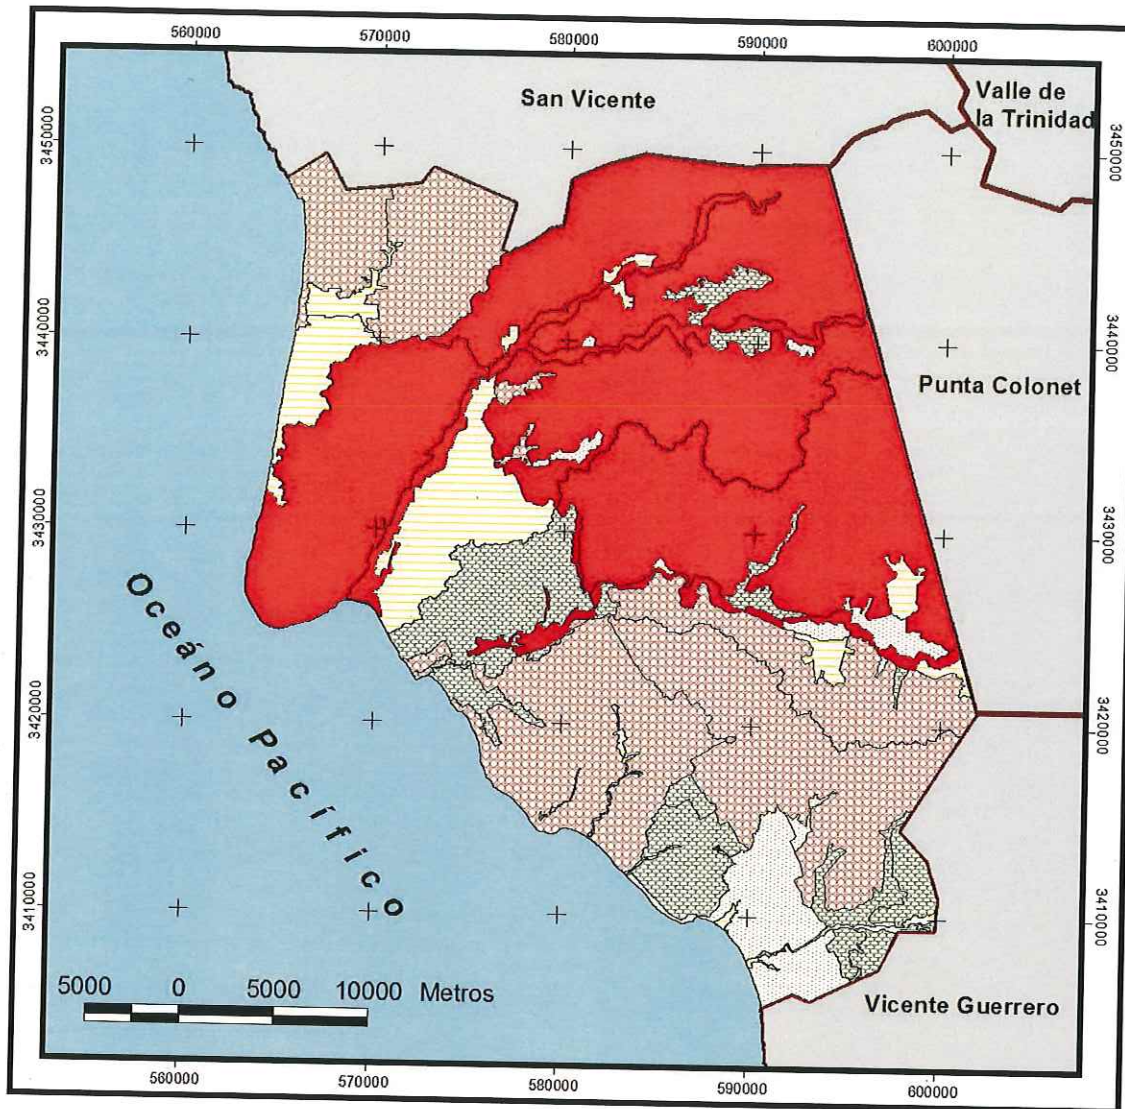 560000
570000
580000
590000
600000
San Vicente
Valle de
la Trinidad
3450000
3450000
3440000
3440000
Punta Colonet
3430000
3430000
Oceáno Pacífico
3420000
3420000
3410000
3410000
5000 0 5000 10000 Metros
Vicente Guerrero
560000
570000
580000
590000
600000